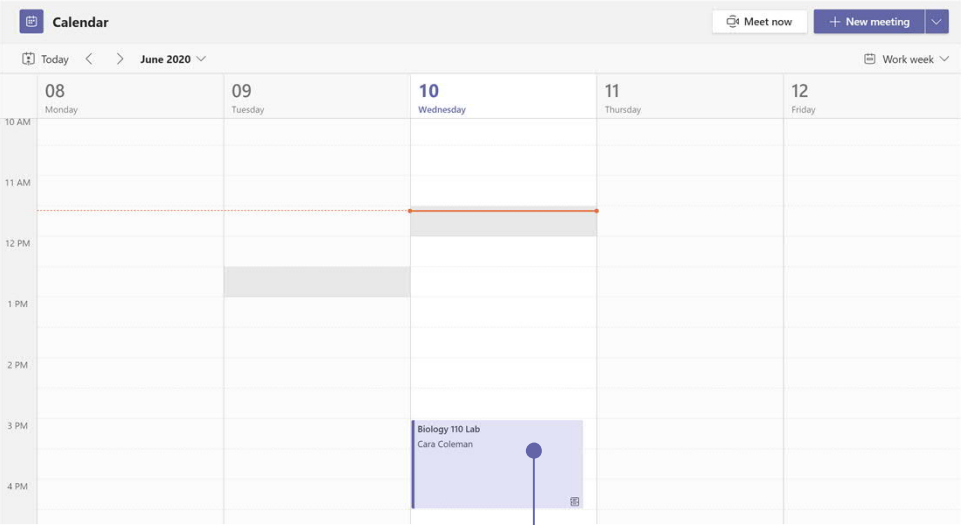 Calendar
Meet now
New meeting
Today
June 2020
Work week
08
Monday
09
Tuesday
10
Wednesday
11
Thursday
12
Friday
10 AM
11 AM
12 PM
1 PM
2 PM
3 PM
Biology 110 Lab
Cara Coleman
4 PM